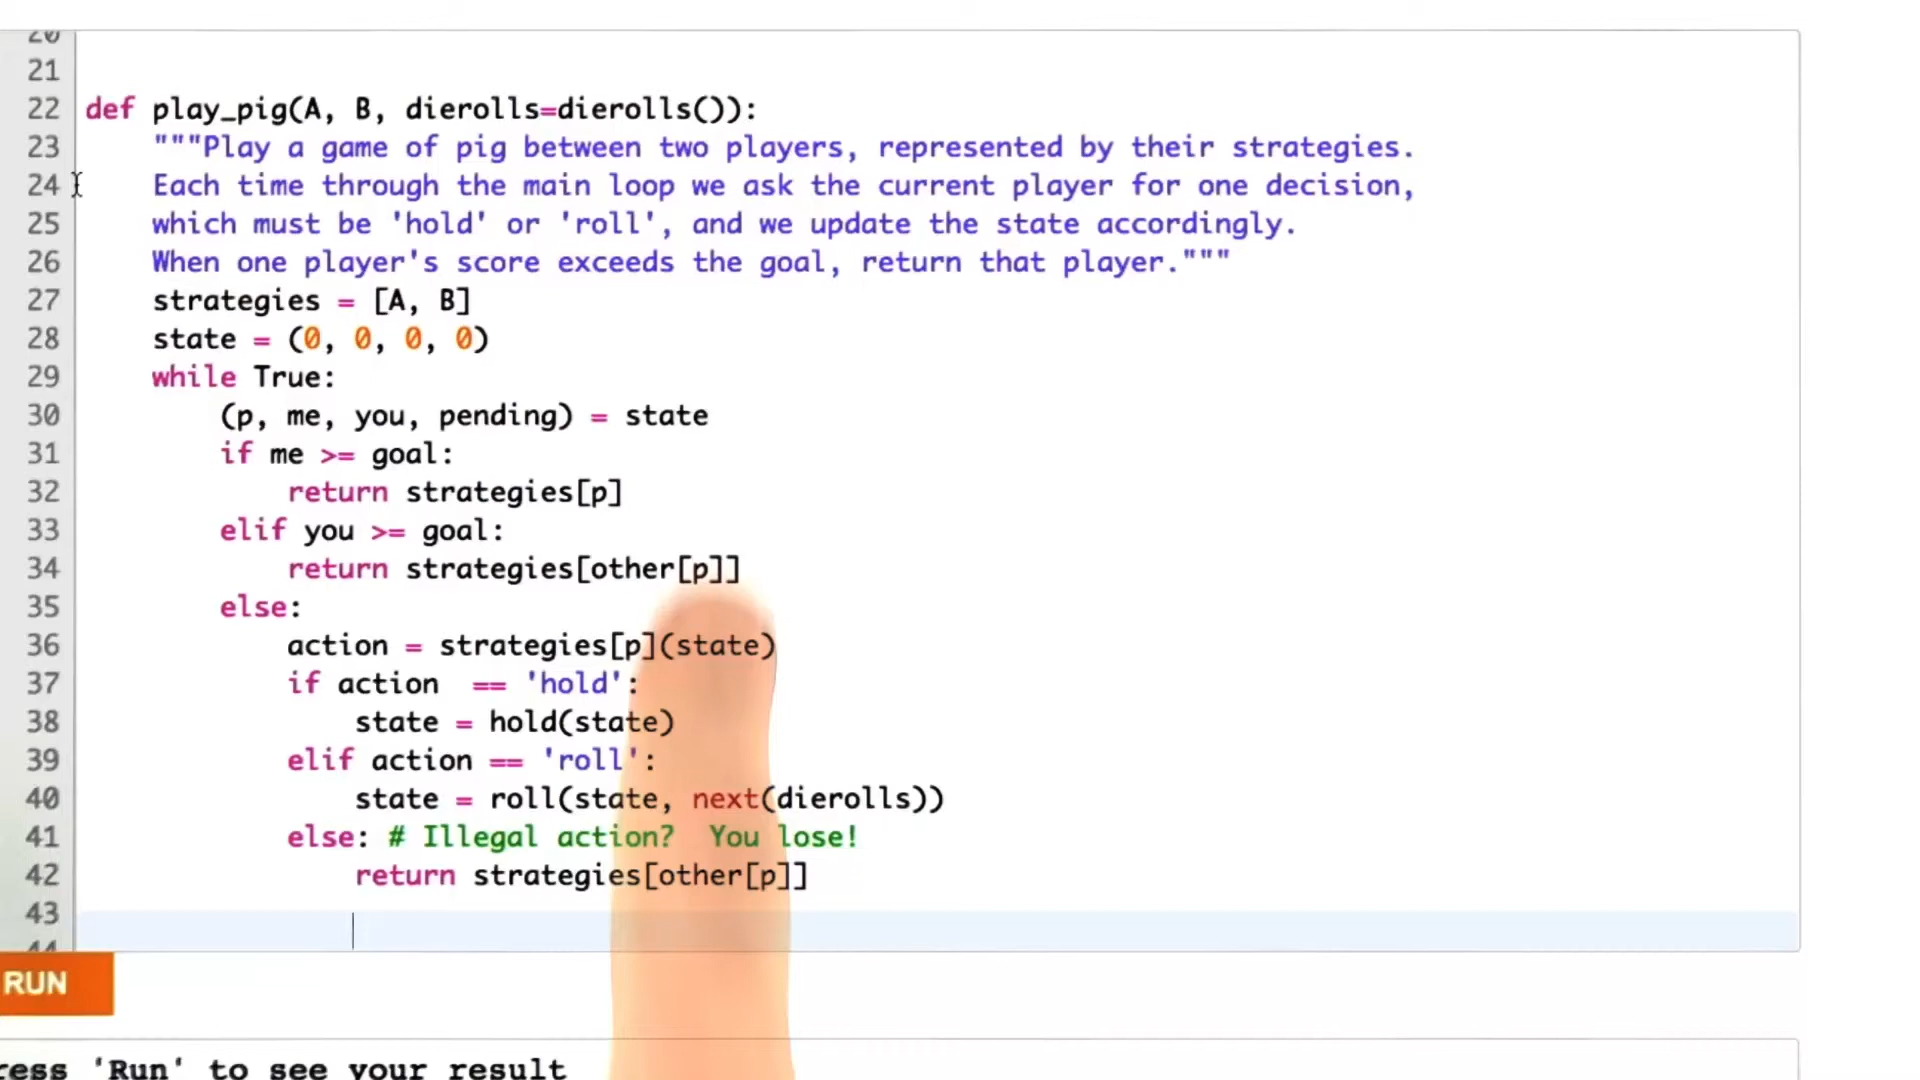 20
21
22 def play_pig(A, B, dierolls=dierolls()):
23     """Play a game of pig between two players, represented by their strategies.
24     Each time through the main loop we ask the current player for one decision,
25     which must be 'hold' or 'roll', and we update the state accordingly.
26     When one player's score exceeds the goal, return that player."""
27     strategies = [A, B]
28     state = (0, 0, 0, 0)
29     while True:
30         (p, me, you, pending) = state
31         if me >= goal:
32             return strategies[p]
33         elif you >= goal:
34             return strategies[other[p]]
35         else:
36             action = strategies[p](state)
37             if action  == 'hold':
38                 state = hold(state)
39             elif action == 'roll':
40                 state = roll(state, next(dierolls))
41             else: # Illegal action?  You lose!
42                 return strategies[other[p]]
43
44
RUN
ress 'Run' to see your result